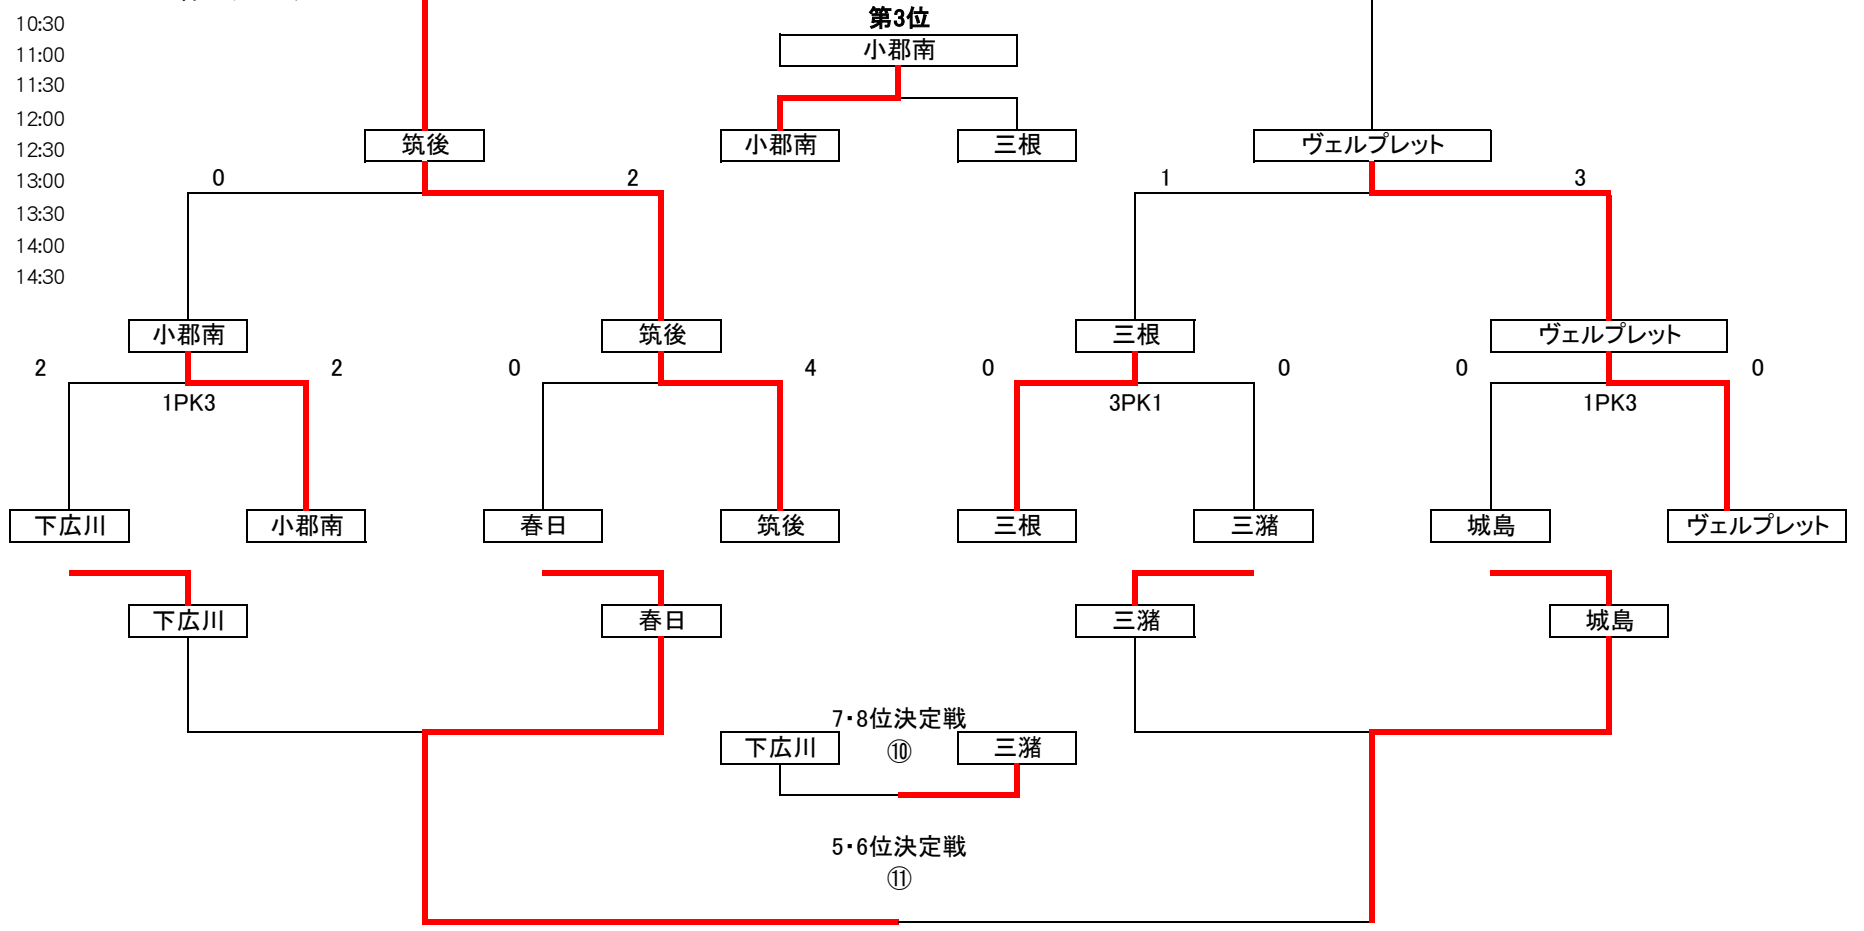 10:30
第3位
11:00
小郡南
11:30
12:00
12:30
筑後
小郡南
三根
ヴェルプレット
13:00
0
2
1
3
13:30
14:00
14:30
小郡南
筑後
三根
ヴェルプレット
2
2
0
4
0
0
0
0
1PK3
3PK1
1PK3
下広川
小郡南
春日
筑後
三根
三潴
城島
ヴェルプレット
下広川
春日
三潴
城島
7・8位決定戦
下広川
⑩
三潴
5・6位決定戦
⑪